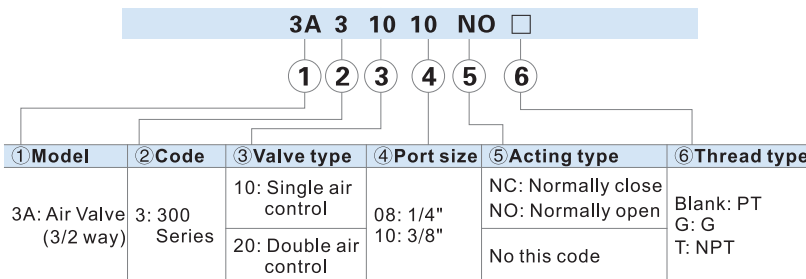 3A 3 10 10 NO □
1 2 3 4 5 6
①Model ②Code ③Valve type ④Port size ⑤Acting type ⑥Thread type
3A: Air Valve
(3/2 way)
3: 300
Series
10: Single air
control
20: Double air
control
08: 1/4"
10: 3/8"
NC: Normally close
NO: Normally open
No this code
Blank: PT
G: G
T: NPT